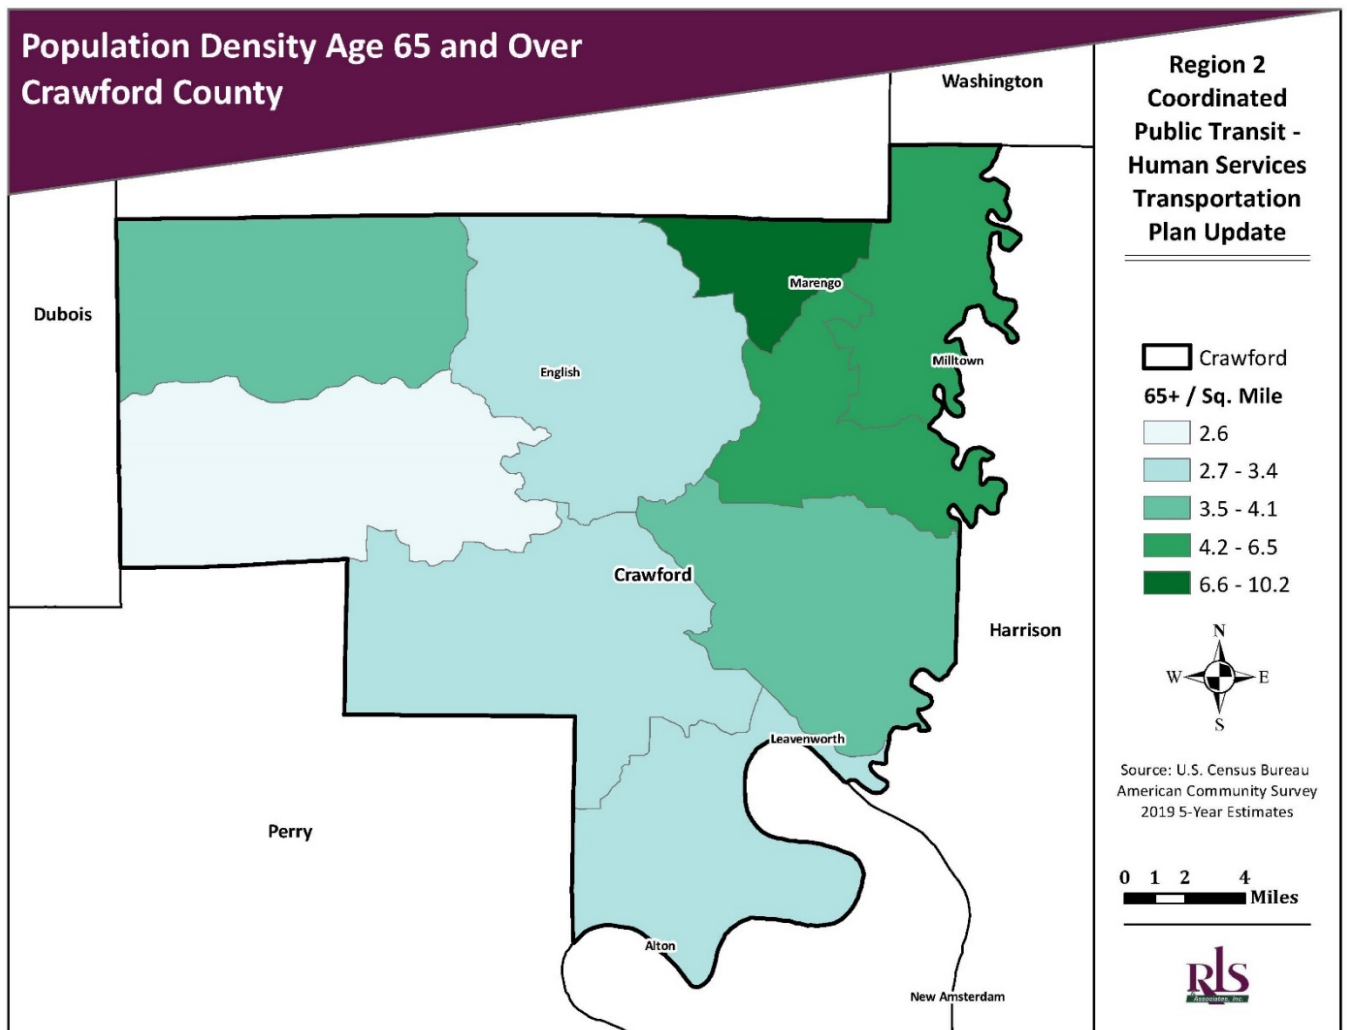 Population Density Age 65 and Over
Crawford County
Washington
Dubois
Marengo
Milltown
English
Crawford
Harrison
Leavenworth
Perry
Alton
New Amsterdam
Region 2
Coordinated
Public Transit -
Human Services
Transportation
Plan Update
Crawford
65+ / Sq. Mile
2.6
2.7 - 3.4
3.5 - 4.1
4.2 - 6.5
6.6 - 10.2
N
W E
S
Source: U.S. Census Bureau
American Community Survey
2019 5-Year Estimates
0 1 2 4
Miles
RLS
& Associates, Inc.